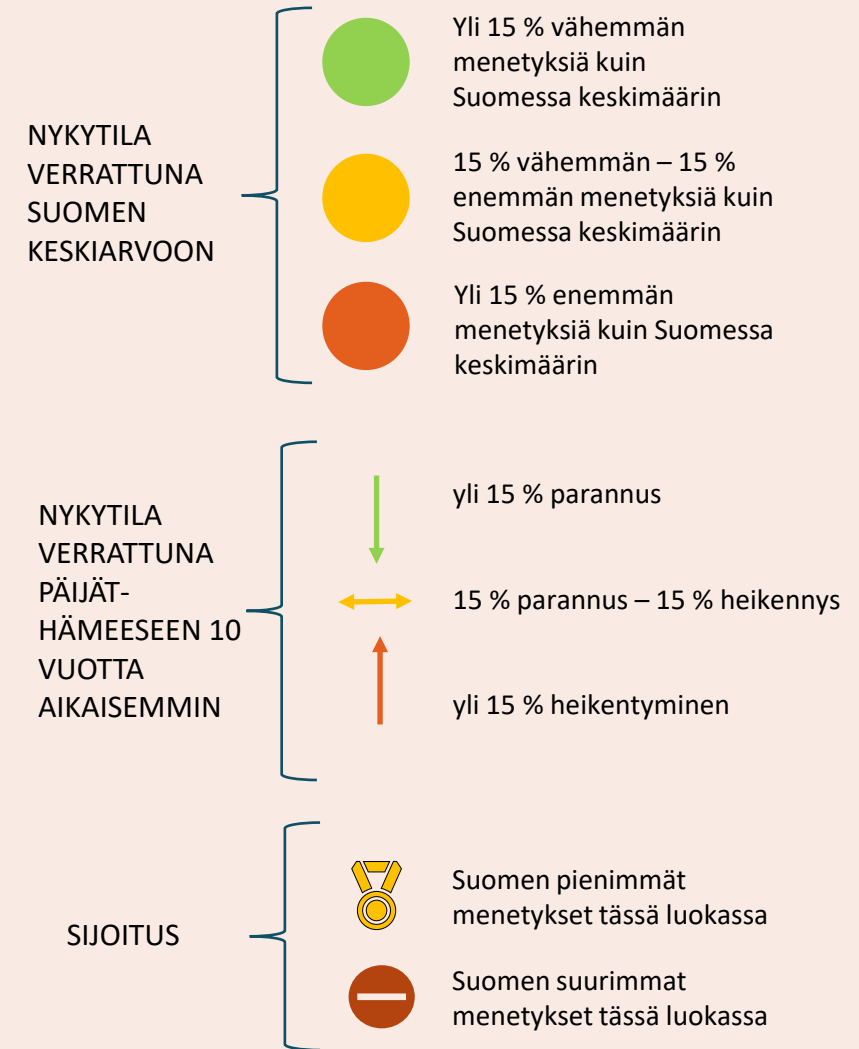 NYKYTILA
VERRATTUNA
SUOMEN
KESKIARVOON
Yli 15 % vähemmän
menetyksiä kuin
Suomessa keskimäärin
15 % vähemmän – 15 %
enemmän menetyksiä kuin
Suomessa keskimäärin
Yli 15 % enemmän
menetyksiä kuin Suomessa
keskimäärin
NYKYTILA
VERRATTUNA
PÄIJÄT-
HÄMEESEEN 10
VUOTTA
AIKAISEMMIN
yli 15 % parannus
15 % parannus – 15 % heikennys
yli 15 % heikentyminen
SIJOITUS
Suomen pienimmät
menetykset tässä luokassa
Suomen suurimmat
menetykset tässä luokassa